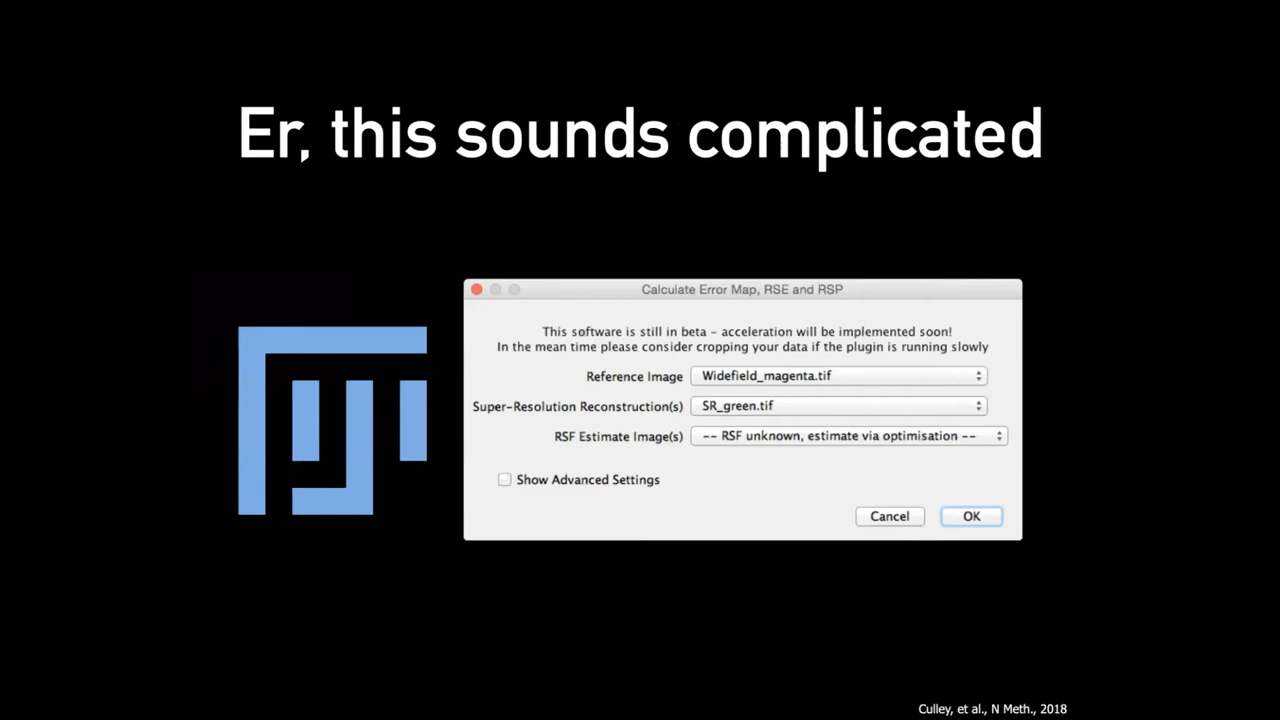 Er, this sounds complicated
Calculate Error Map, RSE and RSP
This software is still in beta - acceleration will be implemented soon!
In the mean time please consider cropping your data if the plugin is running slowly
Reference Image Widefield_magenta.tif
Super-Resolution Reconstruction(s) SR_green.tif
RSF Estimate Image(s) -- RSF unknown, estimate via optimisation --
Show Advanced Settings
Cancel OK
Culley, et al., N Meth., 2018